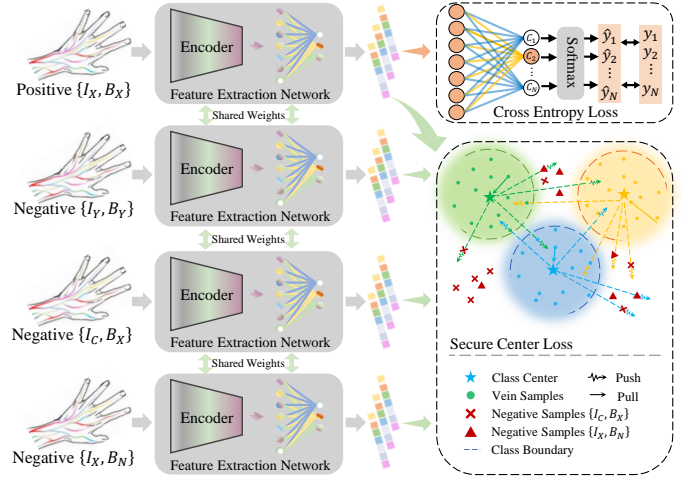 Encoder
Feature Extraction Network
Positive {I_X, B_X}
Shared Weights
Encoder
Feature Extraction Network
Negative {I_Y, B_Y}
Shared Weights
Encoder
Feature Extraction Network
Negative {I_C, B_X}
Shared Weights
Encoder
Feature Extraction Network
Negative {I_X, B_N}
C_1
C_2
⋮
C_N
Softmax
ŷ_1
ŷ_2
⋮
ŷ_N
y_1
y_2
⋮
y_N
Cross Entropy Loss
Secure Center Loss
Class Center
Push
Vein Samples
Pull
Negative Samples {I_C, B_X}
Negative Samples {I_X, B_N}
Class Boundary